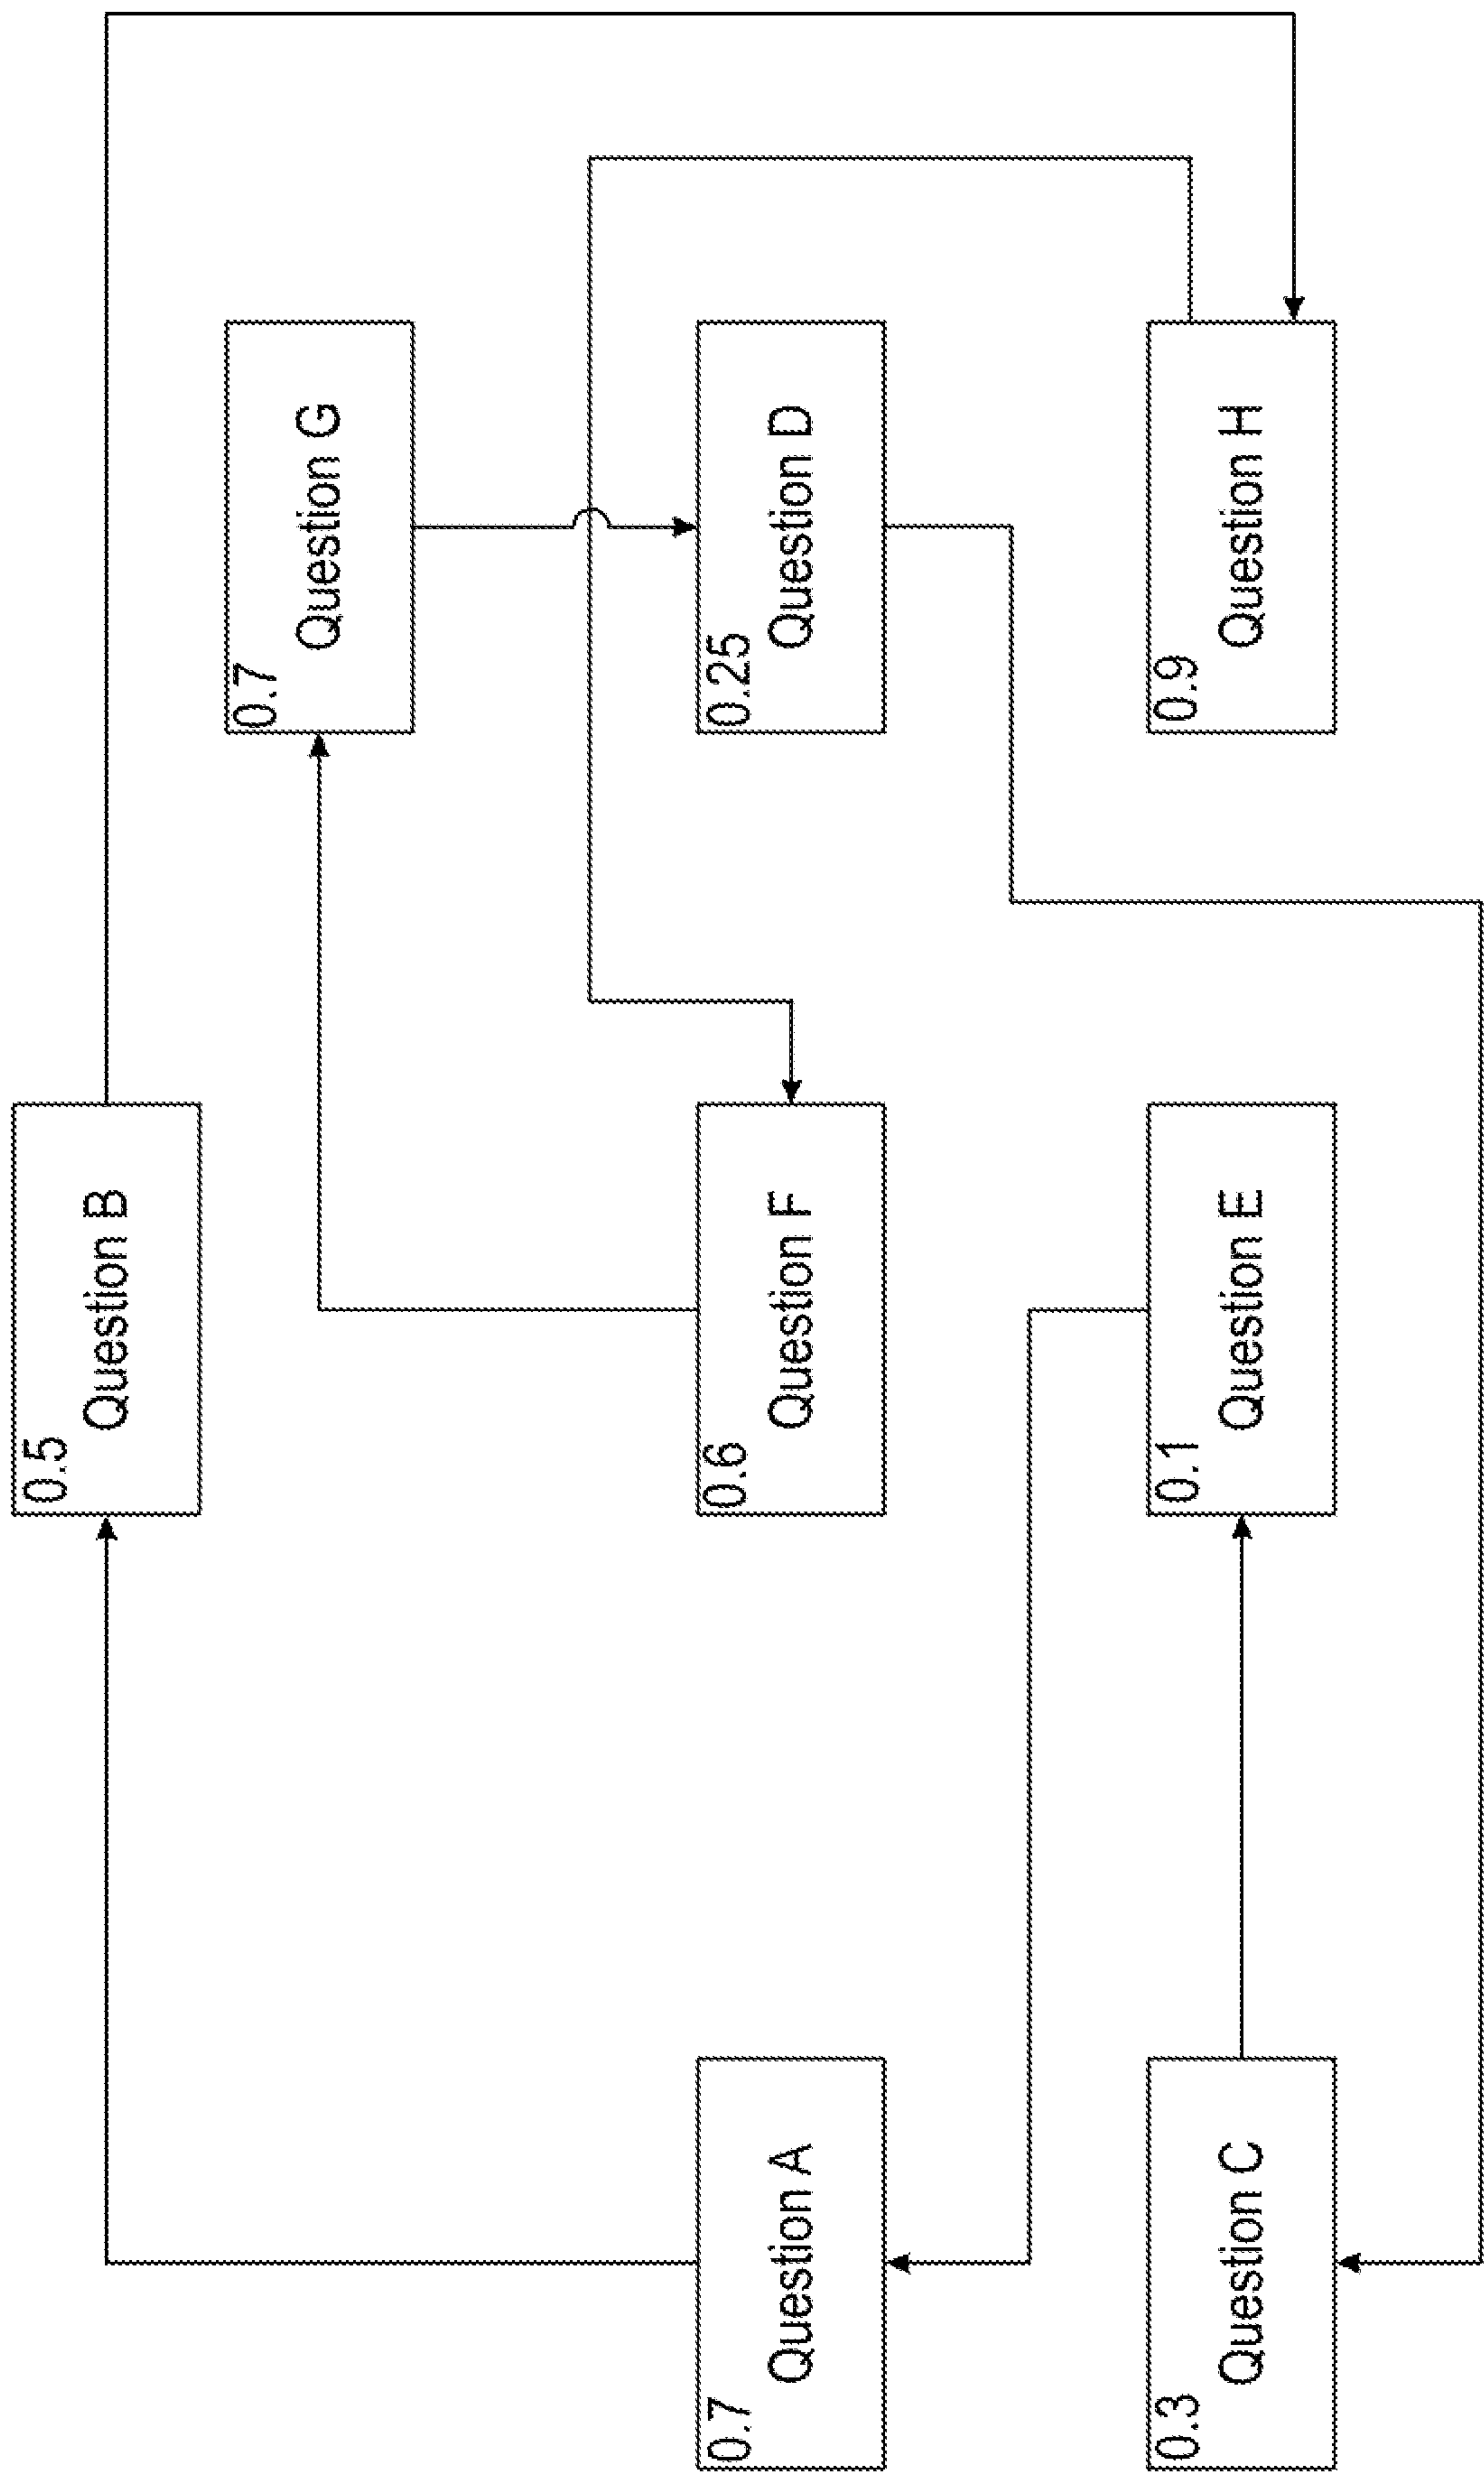 0.5
Question B
0.7
Question G
0.7
Question A
0.6
Question F
0.25
Question D
0.3
Question C
0.1
Question E
0.9
Question H